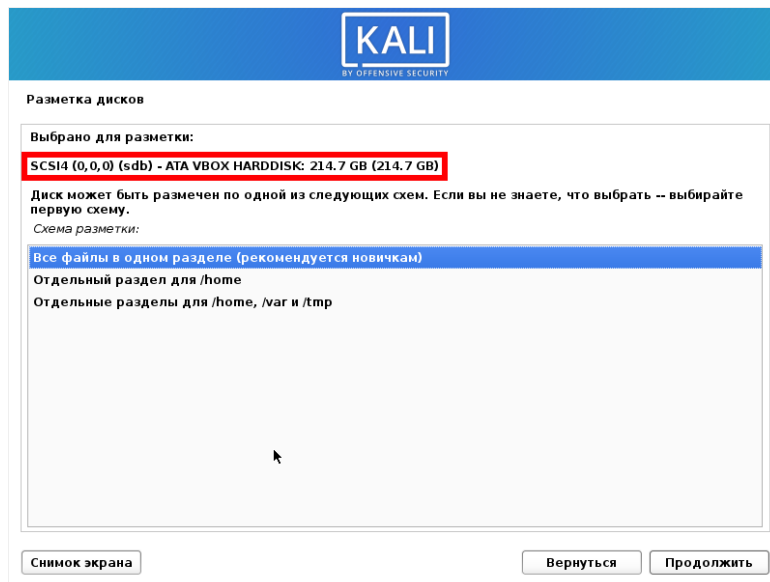 KALI
BY OFFENSIVE SECURITY
Разметка дисков
Выбрано для разметки:
SCSI4 (0,0,0) (sdb) - ATA VBOX HARDDISK: 214.7 GB (214.7 GB)
Диск может быть размечен по одной из следующих схем. Если вы не знаете, что выбрать -- выбирайте
первую схему.
Схема разметки:
Все файлы в одном разделе (рекомендуется новичкам)
Отдельный раздел для /home
Отдельные разделы для /home, /var и /tmp
Снимок экрана
Вернуться
Продолжить